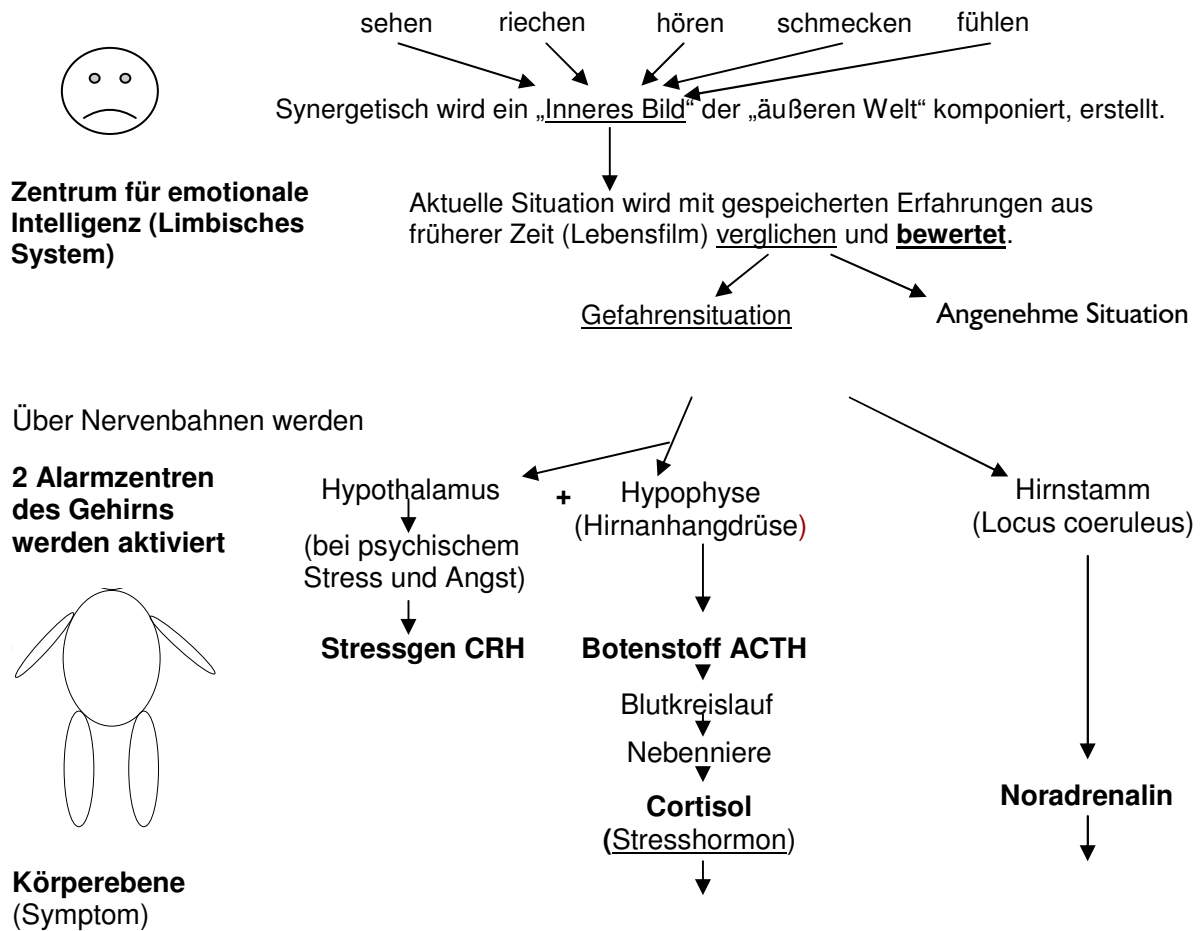 sehen riechen hören schmecken fühlen
Synergetisch wird ein „Inneres Bild“ der „äußeren Welt“ komponiert, erstellt.
Zentrum für emotionale
Intelligenz (Limbisches
System)
Aktuelle Situation wird mit gespeicherten Erfahrungen aus
früherer Zeit (Lebensfilm) verglichen und bewertet.
Gefahrensituation Angenehme Situation
Über Nervenbahnen werden
2 Alarmzentren
des Gehirns
werden aktiviert
Hypothalamus
(bei psychischem
Stress und Angst)
Stressgen CRH
+
Hypophyse
(Hirnanhangdrüse)
Botenstoff ACTH
Blutkreislauf
Nebenniere
Cortisol
(Stresshormon)
Hirnstamm
(Locus coeruleus)
Noradrenalin
Körperebene
(Symptom)